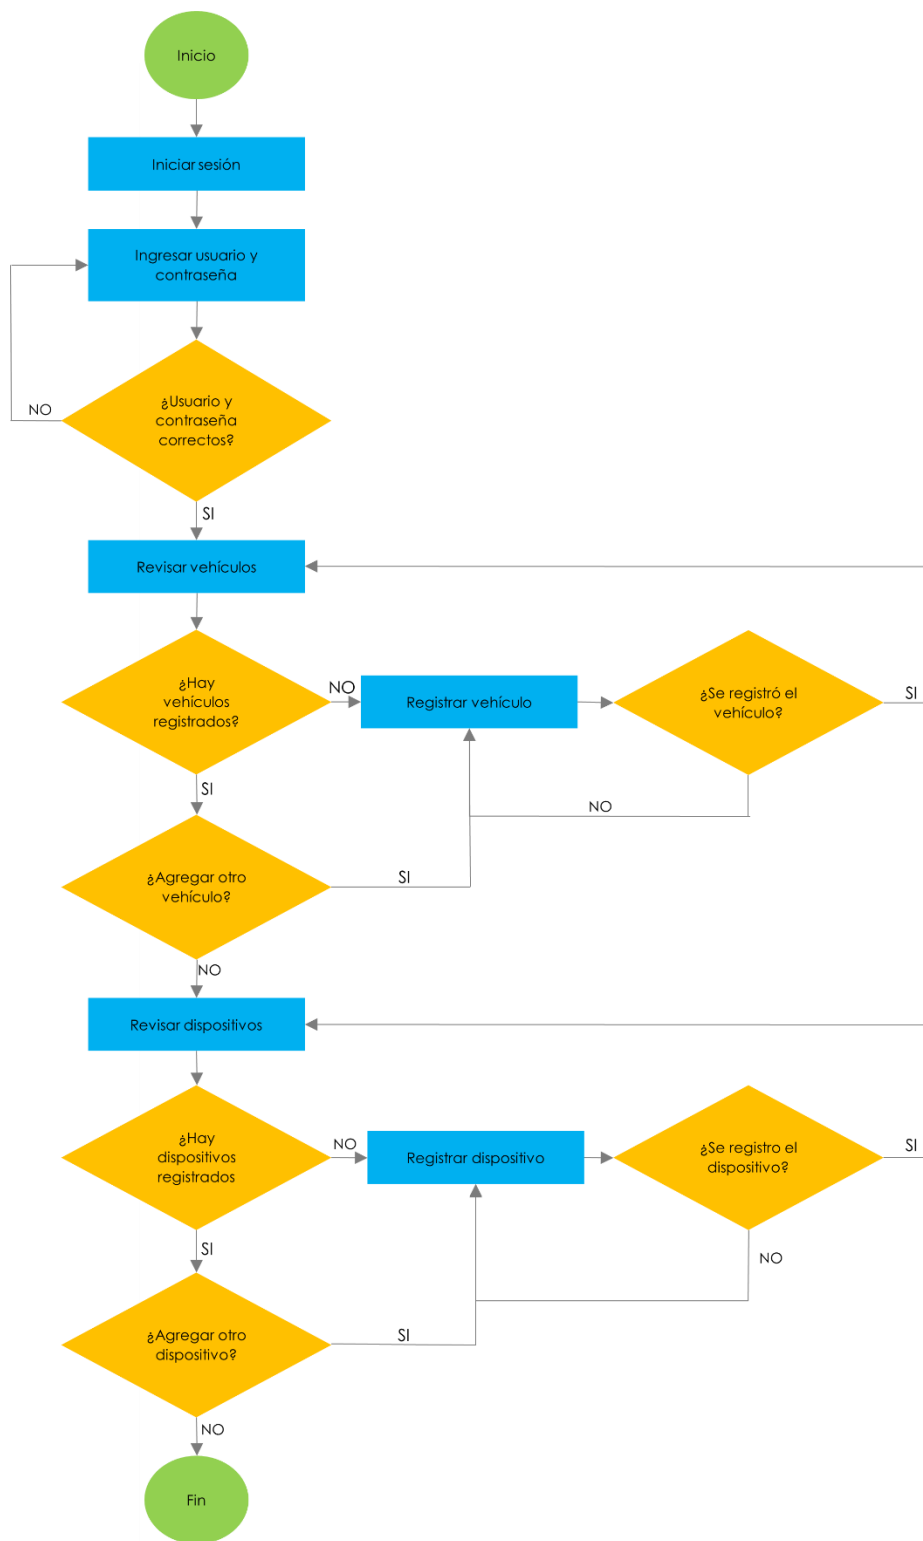 Inicio
Iniciar sesión
Ingresar usuario y
contraseña
¿Usuario y
contraseña
correctos?
NO
SI
Revisar vehículos
¿Hay
vehículos
registrados?
NO
Registrar vehículo
¿Se registró el
vehículo?
SI
SI
NO
¿Agregar otro
vehículo?
SI
NO
Revisar dispositivos
¿Hay
dispositivos
registrados
NO
Registrar dispositivo
¿Se registro el
dispositivo?
SI
SI
NO
¿Agregar otro
dispositivo?
SI
NO
Fin